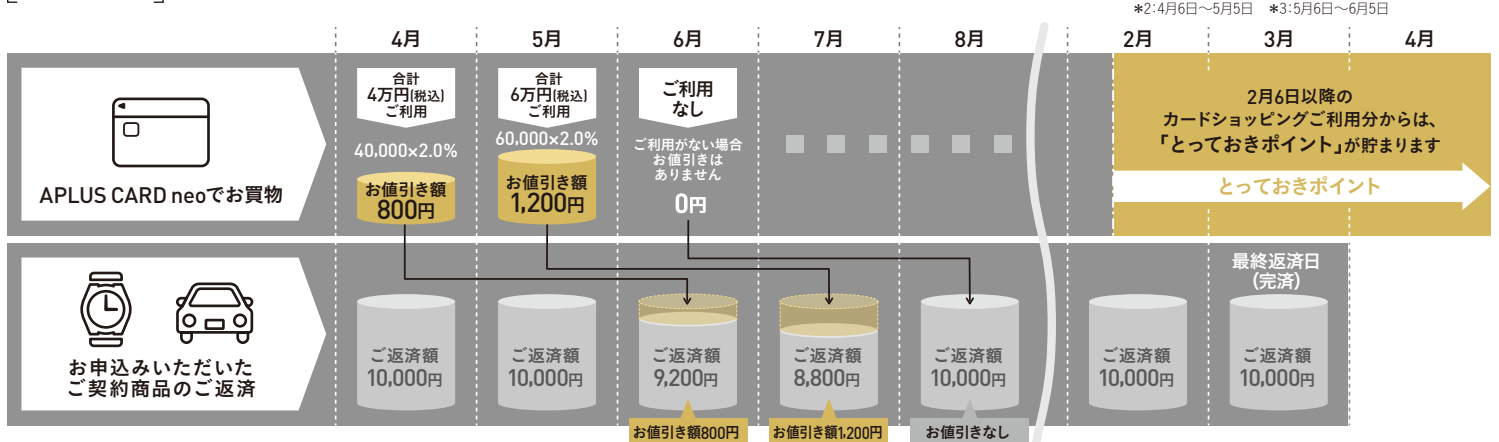 *2:4月6日〜5月5日 *3:5月6日〜6月5日
4月 5月 6月 7月 8月 2月 3月 4月
APLUS CARD neoでお買物
合計
4万円(税込)
ご利用
40,000×2.0%
お値引き額
800円
合計
6万円(税込)
ご利用
60,000×2.0%
お値引き額
1,200円
ご利用
なし
ご利用がない場合
お値引きは
ありません
0円
2月6日以降の
カードショッピングご利用分からは、
「とっておきポイント」が貯まります
とっておきポイント
お申込みいただいた
ご契約商品のご返済
ご返済額
10,000円
ご返済額
10,000円
ご返済額
9,200円
お値引き額800円
ご返済額
8,800円
お値引き額1,200円
ご返済額
10,000円
お値引きなし
ご返済額
10,000円
最終返済日
(完済)
ご返済額
10,000円